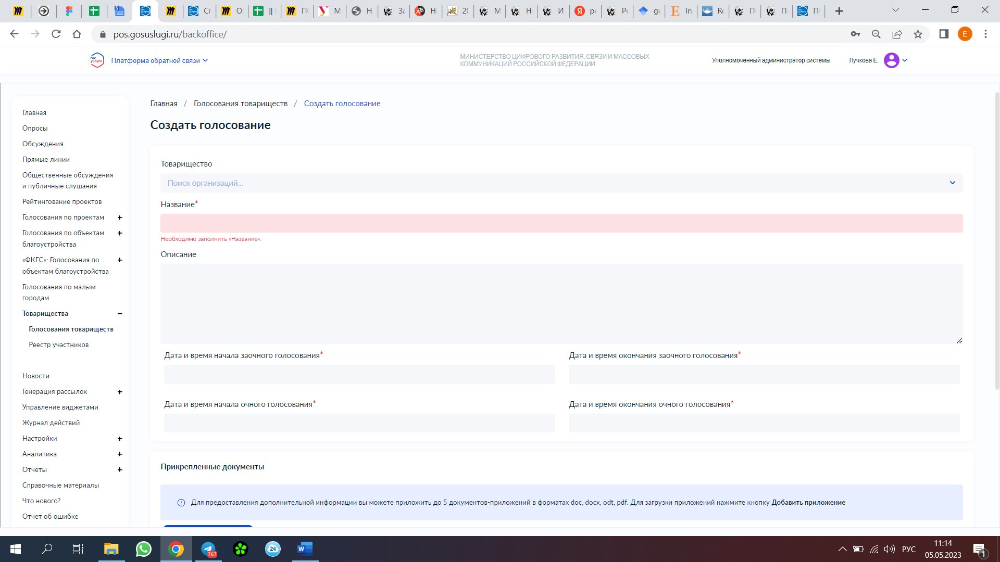 pos.gosuslugi.ru/backoffice/
E
гос услуги
Платформа обратной связи
МИНИСТЕРСТВО ЦИФРОВОГО РАЗВИТИЯ, СВЯЗИ И МАССОВЫХ
КОММУНИКАЦИЙ РОССИЙСКОЙ ФЕДЕРАЦИИ
Уполномоченный администратор системы
Лучкова Е.
Главная
Опросы
Обсуждения
Прямые линии
Общественные обсуждения
и публичные слушания
Рейтингование проектов
Голосования по проектам +
Голосования по объектам +
благоустройства
«ФКГС»: Голосования по +
объектам благоустройства
Голосования по малым
городам
Товарищества −
Голосования товариществ
Реестр участников
Новости
Генерация рассылок +
Управление виджетами
Журнал действий
Настройки +
Аналитика +
Отчеты +
Справочные материалы
Что нового?
Отчет об ошибке
Главная / Голосования товариществ / Создать голосование
Создать голосование
Товарищество
Поиск организаций...
Название*
Необходимо заполнить «Название».
Описание
Дата и время начала заочного голосования*
Дата и время окончания заочного голосования*
Дата и время начала очного голосования*
Дата и время окончания очного голосования*
Прикрепленные документы
Для предоставления дополнительной информации вы можете приложить до 5 документов-приложений в форматах doc, docx, odt, pdf. Для загрузки приложений нажмите кнопку Добавить приложение
767
24
W
РУС
11:14
05.05.2023
1